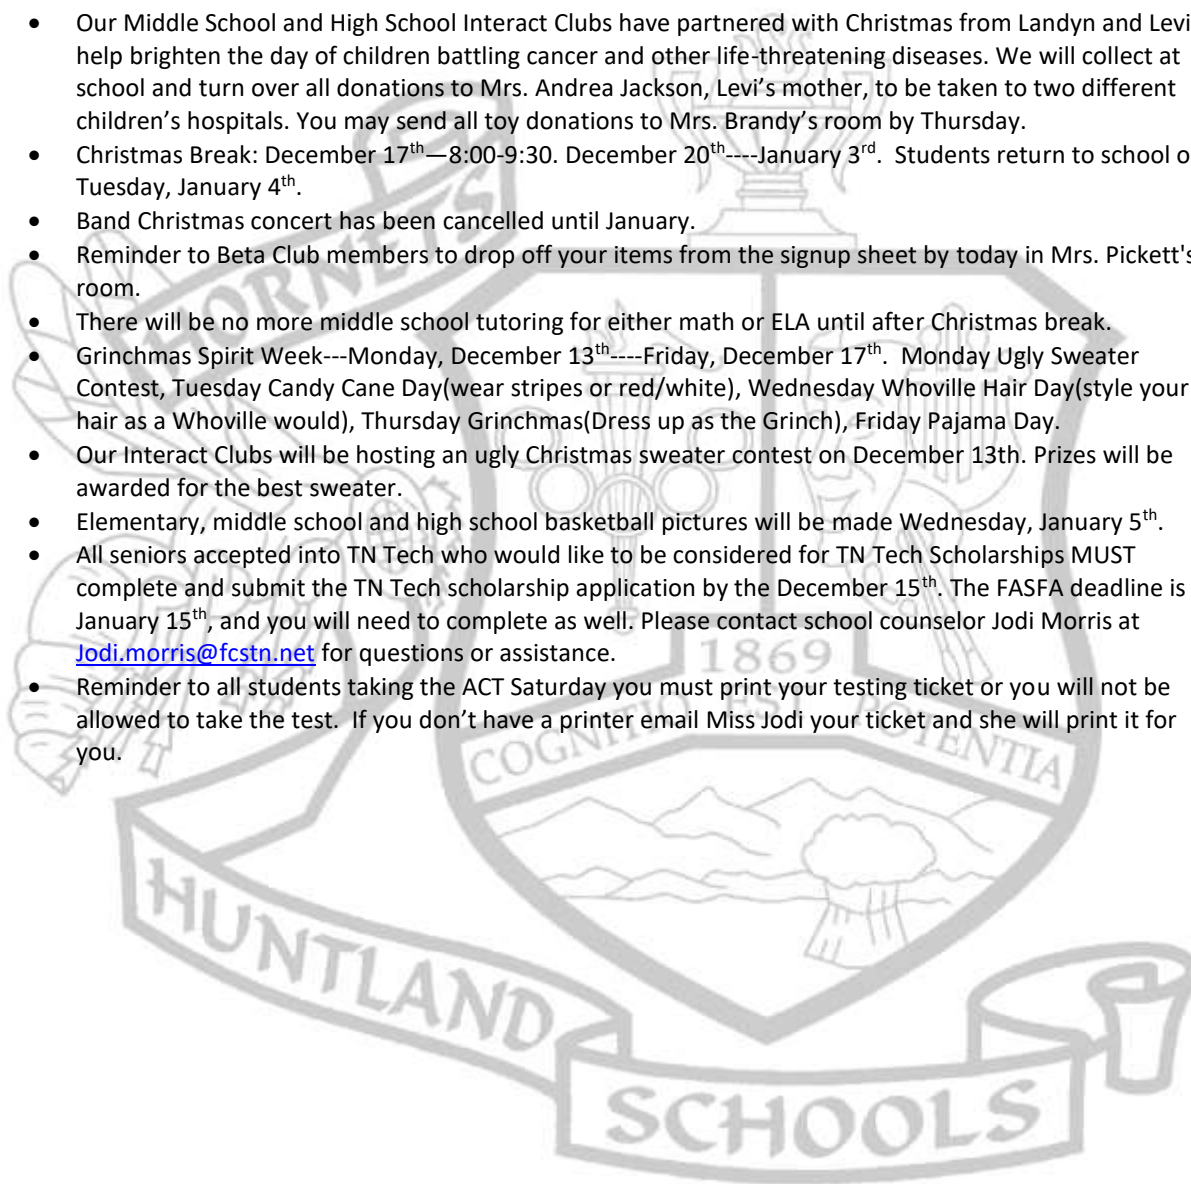 • Our Middle School and High School Interact Clubs have partnered with Christmas from Landyn and Levi
help brighten the day of children battling cancer and other life-threatening diseases. We will collect at
school and turn over all donations to Mrs. Andrea Jackson, Levi’s mother, to be taken to two different
children’s hospitals. You may send all toy donations to Mrs. Brandy’s room by Thursday.
• Christmas Break: December 17th—8:00-9:30. December 20th----January 3rd.  Students return to school o
Tuesday, January 4th.
• Band Christmas concert has been cancelled until January.
• Reminder to Beta Club members to drop off your items from the signup sheet by today in Mrs. Pickett's
room.
• There will be no more middle school tutoring for either math or ELA until after Christmas break.
• Grinchmas Spirit Week---Monday, December 13th----Friday, December 17th.  Monday Ugly Sweater
Contest, Tuesday Candy Cane Day(wear stripes or red/white), Wednesday Whoville Hair Day(style your
hair as a Whoville would), Thursday Grinchmas(Dress up as the Grinch), Friday Pajama Day.
• Our Interact Clubs will be hosting an ugly Christmas sweater contest on December 13th. Prizes will be
awarded for the best sweater.
• Elementary, middle school and high school basketball pictures will be made Wednesday, January 5th.
• All seniors accepted into TN Tech who would like to be considered for TN Tech Scholarships MUST
complete and submit the TN Tech scholarship application by the December 15th. The FASFA deadline is
January 15th, and you will need to complete as well. Please contact school counselor Jodi Morris at
Jodi.morris@fcstn.net for questions or assistance.
• Reminder to all students taking the ACT Saturday you must print your testing ticket or you will not be
allowed to take the test.  If you don’t have a printer email Miss Jodi your ticket and she will print it for
you.
HORNETS
1869
COGNITIO EST POTENTIA
HUNTLAND
SCHOOLS